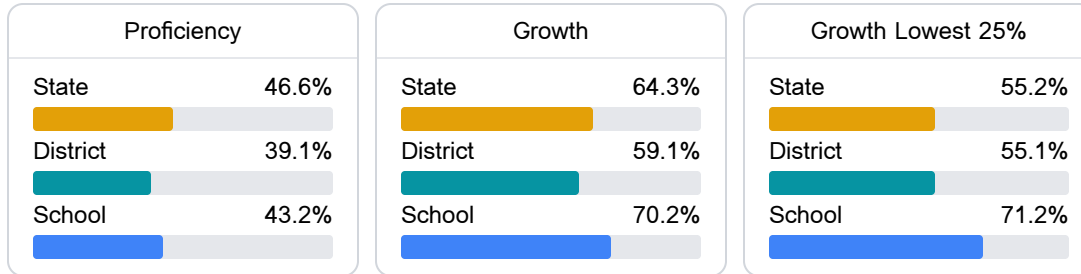 Proficiency
State 46.6%
District 39.1%
School 43.2%
Growth
State 64.3%
District 59.1%
School 70.2%
Growth Lowest 25%
State 55.2%
District 55.1%
School 71.2%